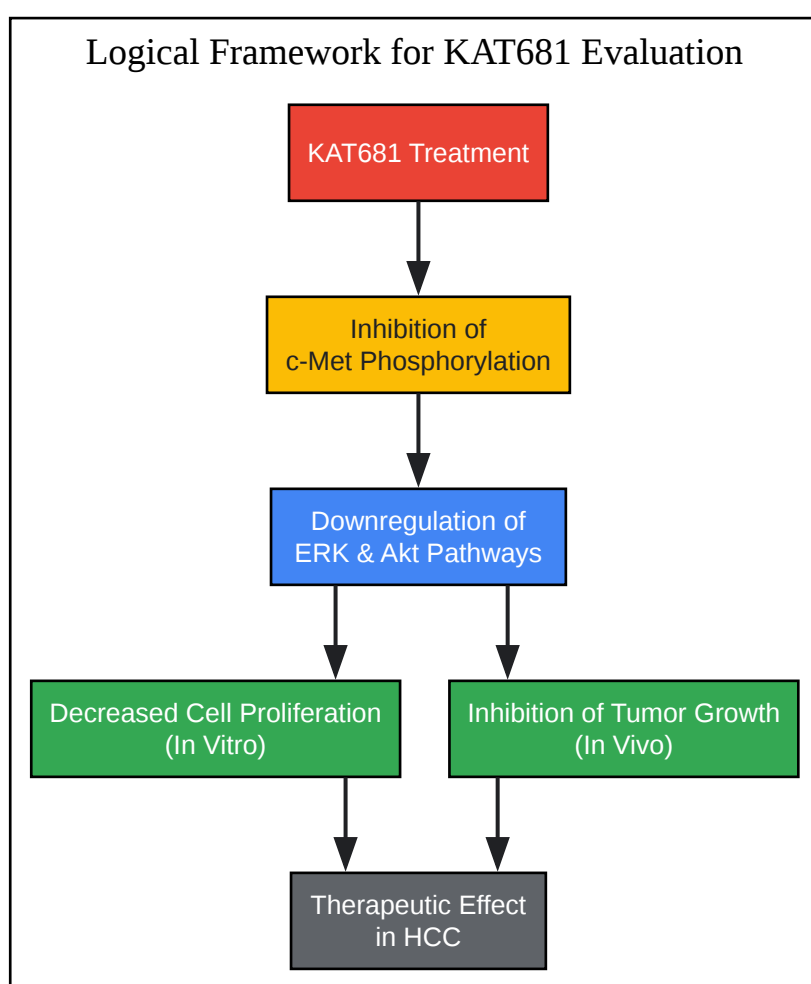 Logical Framework for KAT681 Evaluation
KAT681 Treatment
Inhibition of
c-Met Phosphorylation
Downregulation of
ERK & Akt Pathways
Decreased Cell Proliferation
(In Vitro)
Inhibition of Tumor Growth
(In Vivo)
Therapeutic Effect
in HCC